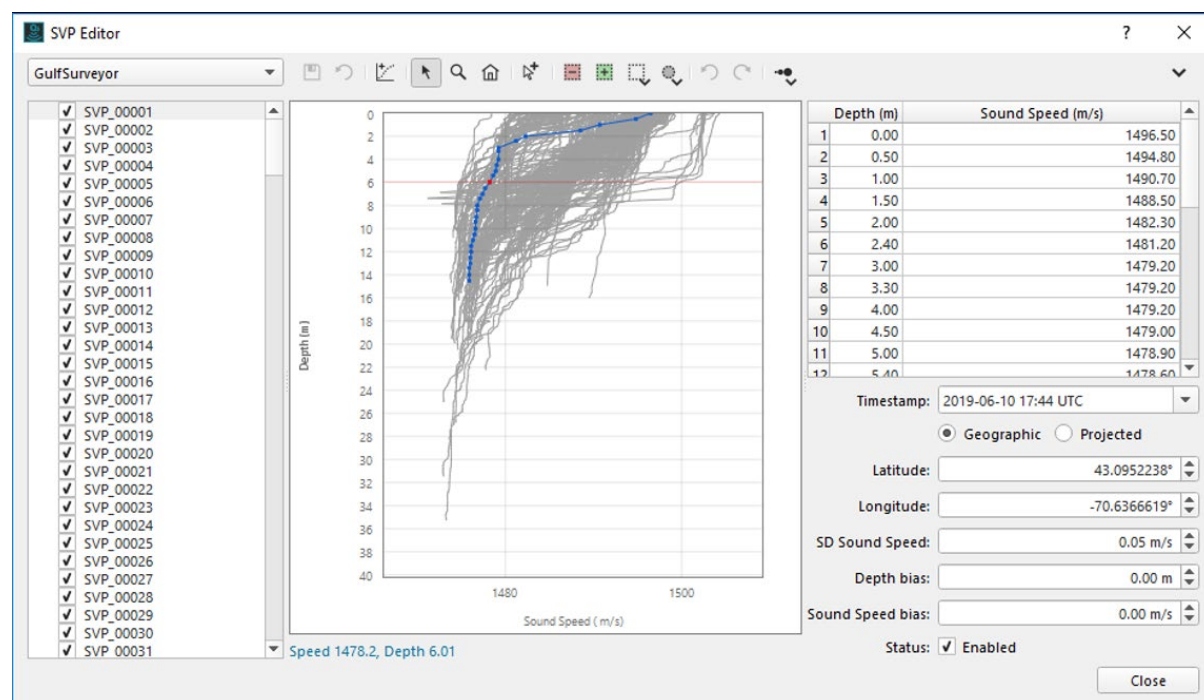 SVP Editor
?
GulfSurveyor
SVP_00001
SVP_00002
SVP_00003
SVP_00004
SVP_00005
SVP_00006
SVP_00007
SVP_00008
SVP_00009
SVP_00010
SVP_00011
SVP_00012
SVP_00013
SVP_00014
SVP_00015
SVP_00016
SVP_00017
SVP_00018
SVP_00019
SVP_00020
SVP_00021
SVP_00022
SVP_00023
SVP_00024
SVP_00025
SVP_00026
SVP_00027
SVP_00028
SVP_00029
SVP_00030
SVP_00031
Depth (m)
0
2
4
6
8
10
12
14
16
18
20
22
24
26
28
30
32
34
36
38
40
1480 1500
Sound Speed ( m/s)
Speed 1478.2, Depth 6.01
Depth (m) Sound Speed (m/s)
1 0.00 1496.50
2 0.50 1494.80
3 1.00 1490.70
4 1.50 1488.50
5 2.00 1482.30
6 2.40 1481.20
7 3.00 1479.20
8 3.30 1479.20
9 4.00 1479.20
10 4.50 1479.00
11 5.00 1478.90
12 5.40 1478.60
Timestamp: 2019-06-10 17:44 UTC
Geographic Projected
Latitude: 43.0952238°
Longitude: -70.6366619°
SD Sound Speed: 0.05 m/s
Depth bias: 0.00 m
Sound Speed bias: 0.00 m/s
Status: Enabled
Close